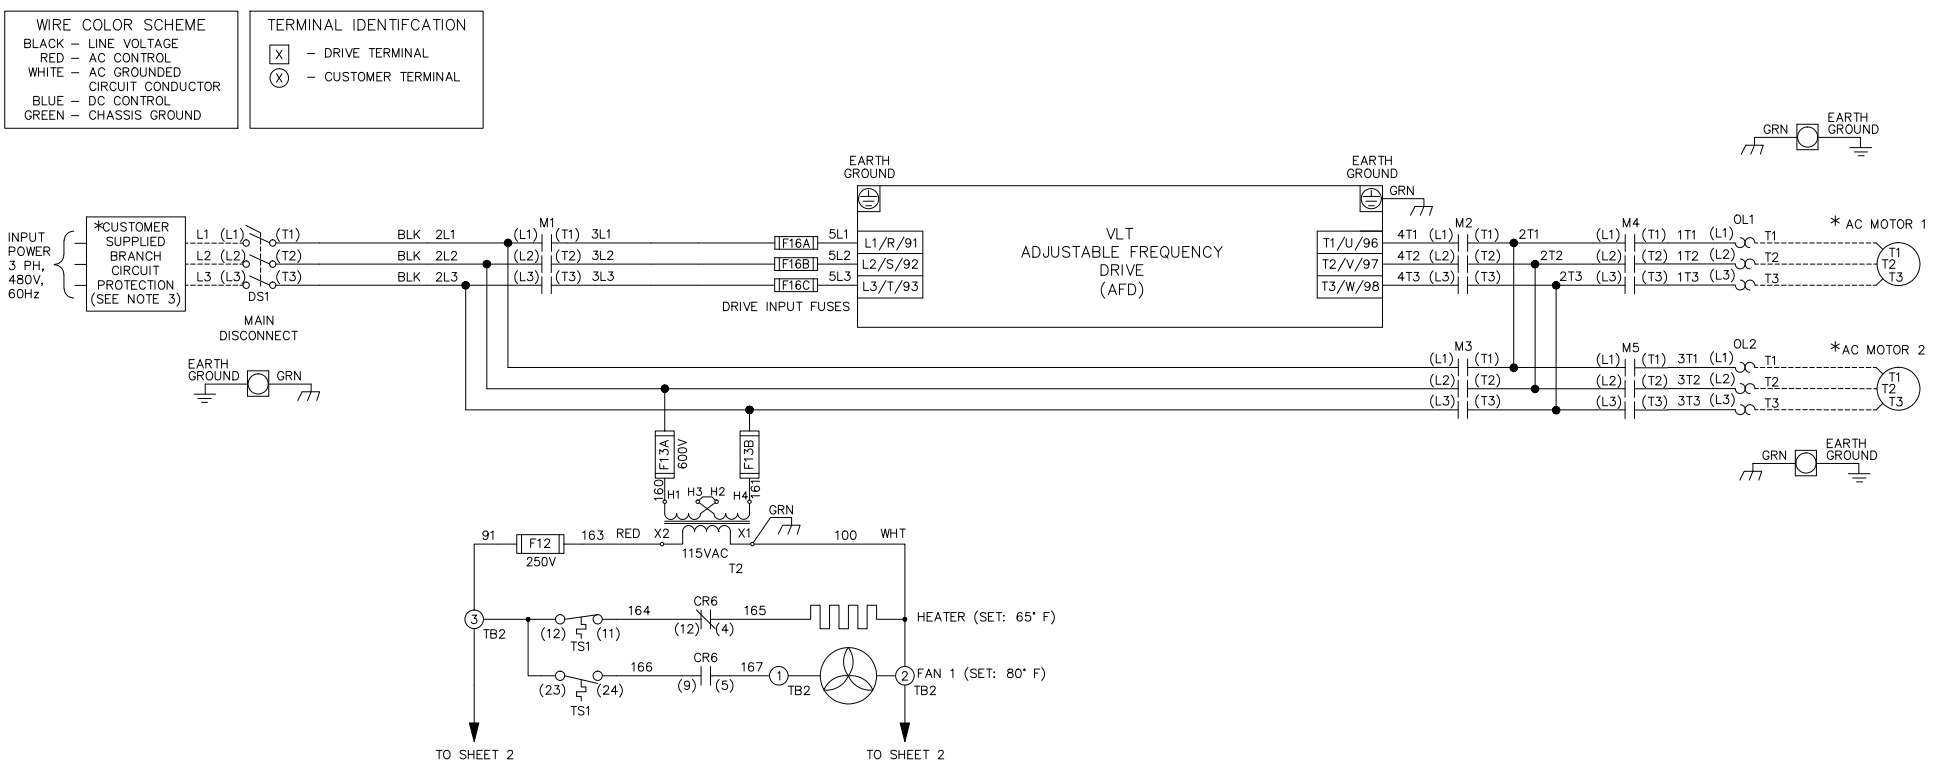 WIRE COLOR SCHEME
BLACK – LINE VOLTAGE
RED – AC CONTROL
WHITE – AC GROUNDED
CIRCUIT CONDUCTOR
BLUE – DC CONTROL
GREEN – CHASSIS GROUND
TERMINAL IDENTIFCATION
X – DRIVE TERMINAL
X – CUSTOMER TERMINAL
GRN
EARTH
GROUND
INPUT
POWER
3 PH,
480V,
60Hz
*CUSTOMER
SUPPLIED
BRANCH
CIRCUIT
PROTECTION
(SEE NOTE 3)
L1 (L1) (T1)
L2 (L2) (T2)
L3 (L3) (T3)
DS1
MAIN
DISCONNECT
EARTH
GROUND
GRN
BLK 2L1
BLK 2L2
BLK 2L3
M1
(L1) (T1) 3L1
(L2) (T2) 3L2
(L3) (T3) 3L3
F16A 5L1
F16B 5L2
F16C 5L3
DRIVE INPUT FUSES
EARTH
GROUND
L1/R/91
L2/S/92
L3/T/93
VLT
ADJUSTABLE FREQUENCY
DRIVE
(AFD)
EARTH
GROUND
GRN
T1/U/96
T2/V/97
T3/W/98
M2
4T1 (L1) (T1) 2T1
4T2 (L2) (T2) 2T2
4T3 (L3) (T3) 2T3
M4
(L1) (T1) 1T1 (L1)
(L2) (T2) 1T2 (L2)
(L3) (T3) 1T3 (L3)
OL1
T1
T2
T3
* AC MOTOR 1
T1
T2
T3
M3
(L1) (T1)
(L2) (T2)
(L3) (T3)
M5
(L1) (T1) 3T1 (L1)
(L2) (T2) 3T2 (L2)
(L3) (T3) 3T3 (L3)
OL2
T1
T2
T3
*AC MOTOR 2
T1
T2
T3
GRN
EARTH
GROUND
F13A
600V
F13B
160
161
H1 H3 H2 H4
GRN
91 F12 163 RED X2 X1 100 WHT
250V
115VAC
T2
3
TB2
164 CR6 165
(12) (11) (12) (4)
TS1
HEATER (SET: 65° F)
166 CR6 167 1
(23) (24) (9) (5) TB2
TS1
2 FAN 1 (SET: 80° F)
TB2
TO SHEET 2
TO SHEET 2